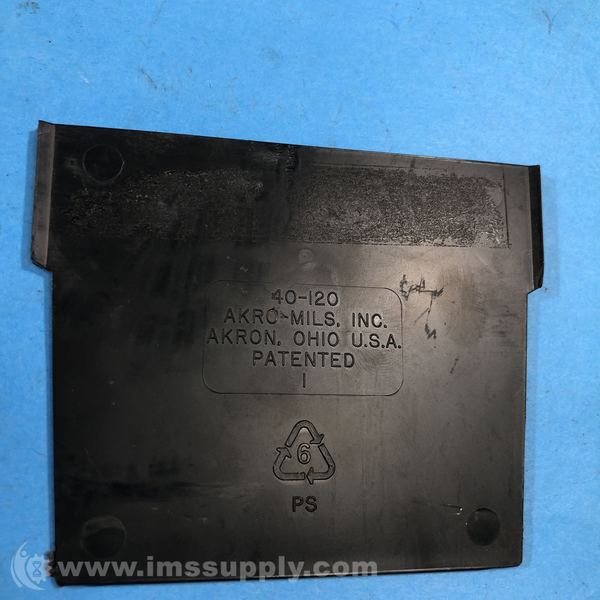 40-120
AKRO-MILS, INC.
AKRON, OHIO U.S.A.
PATENTED
1
6
PS
www.imssupply.com